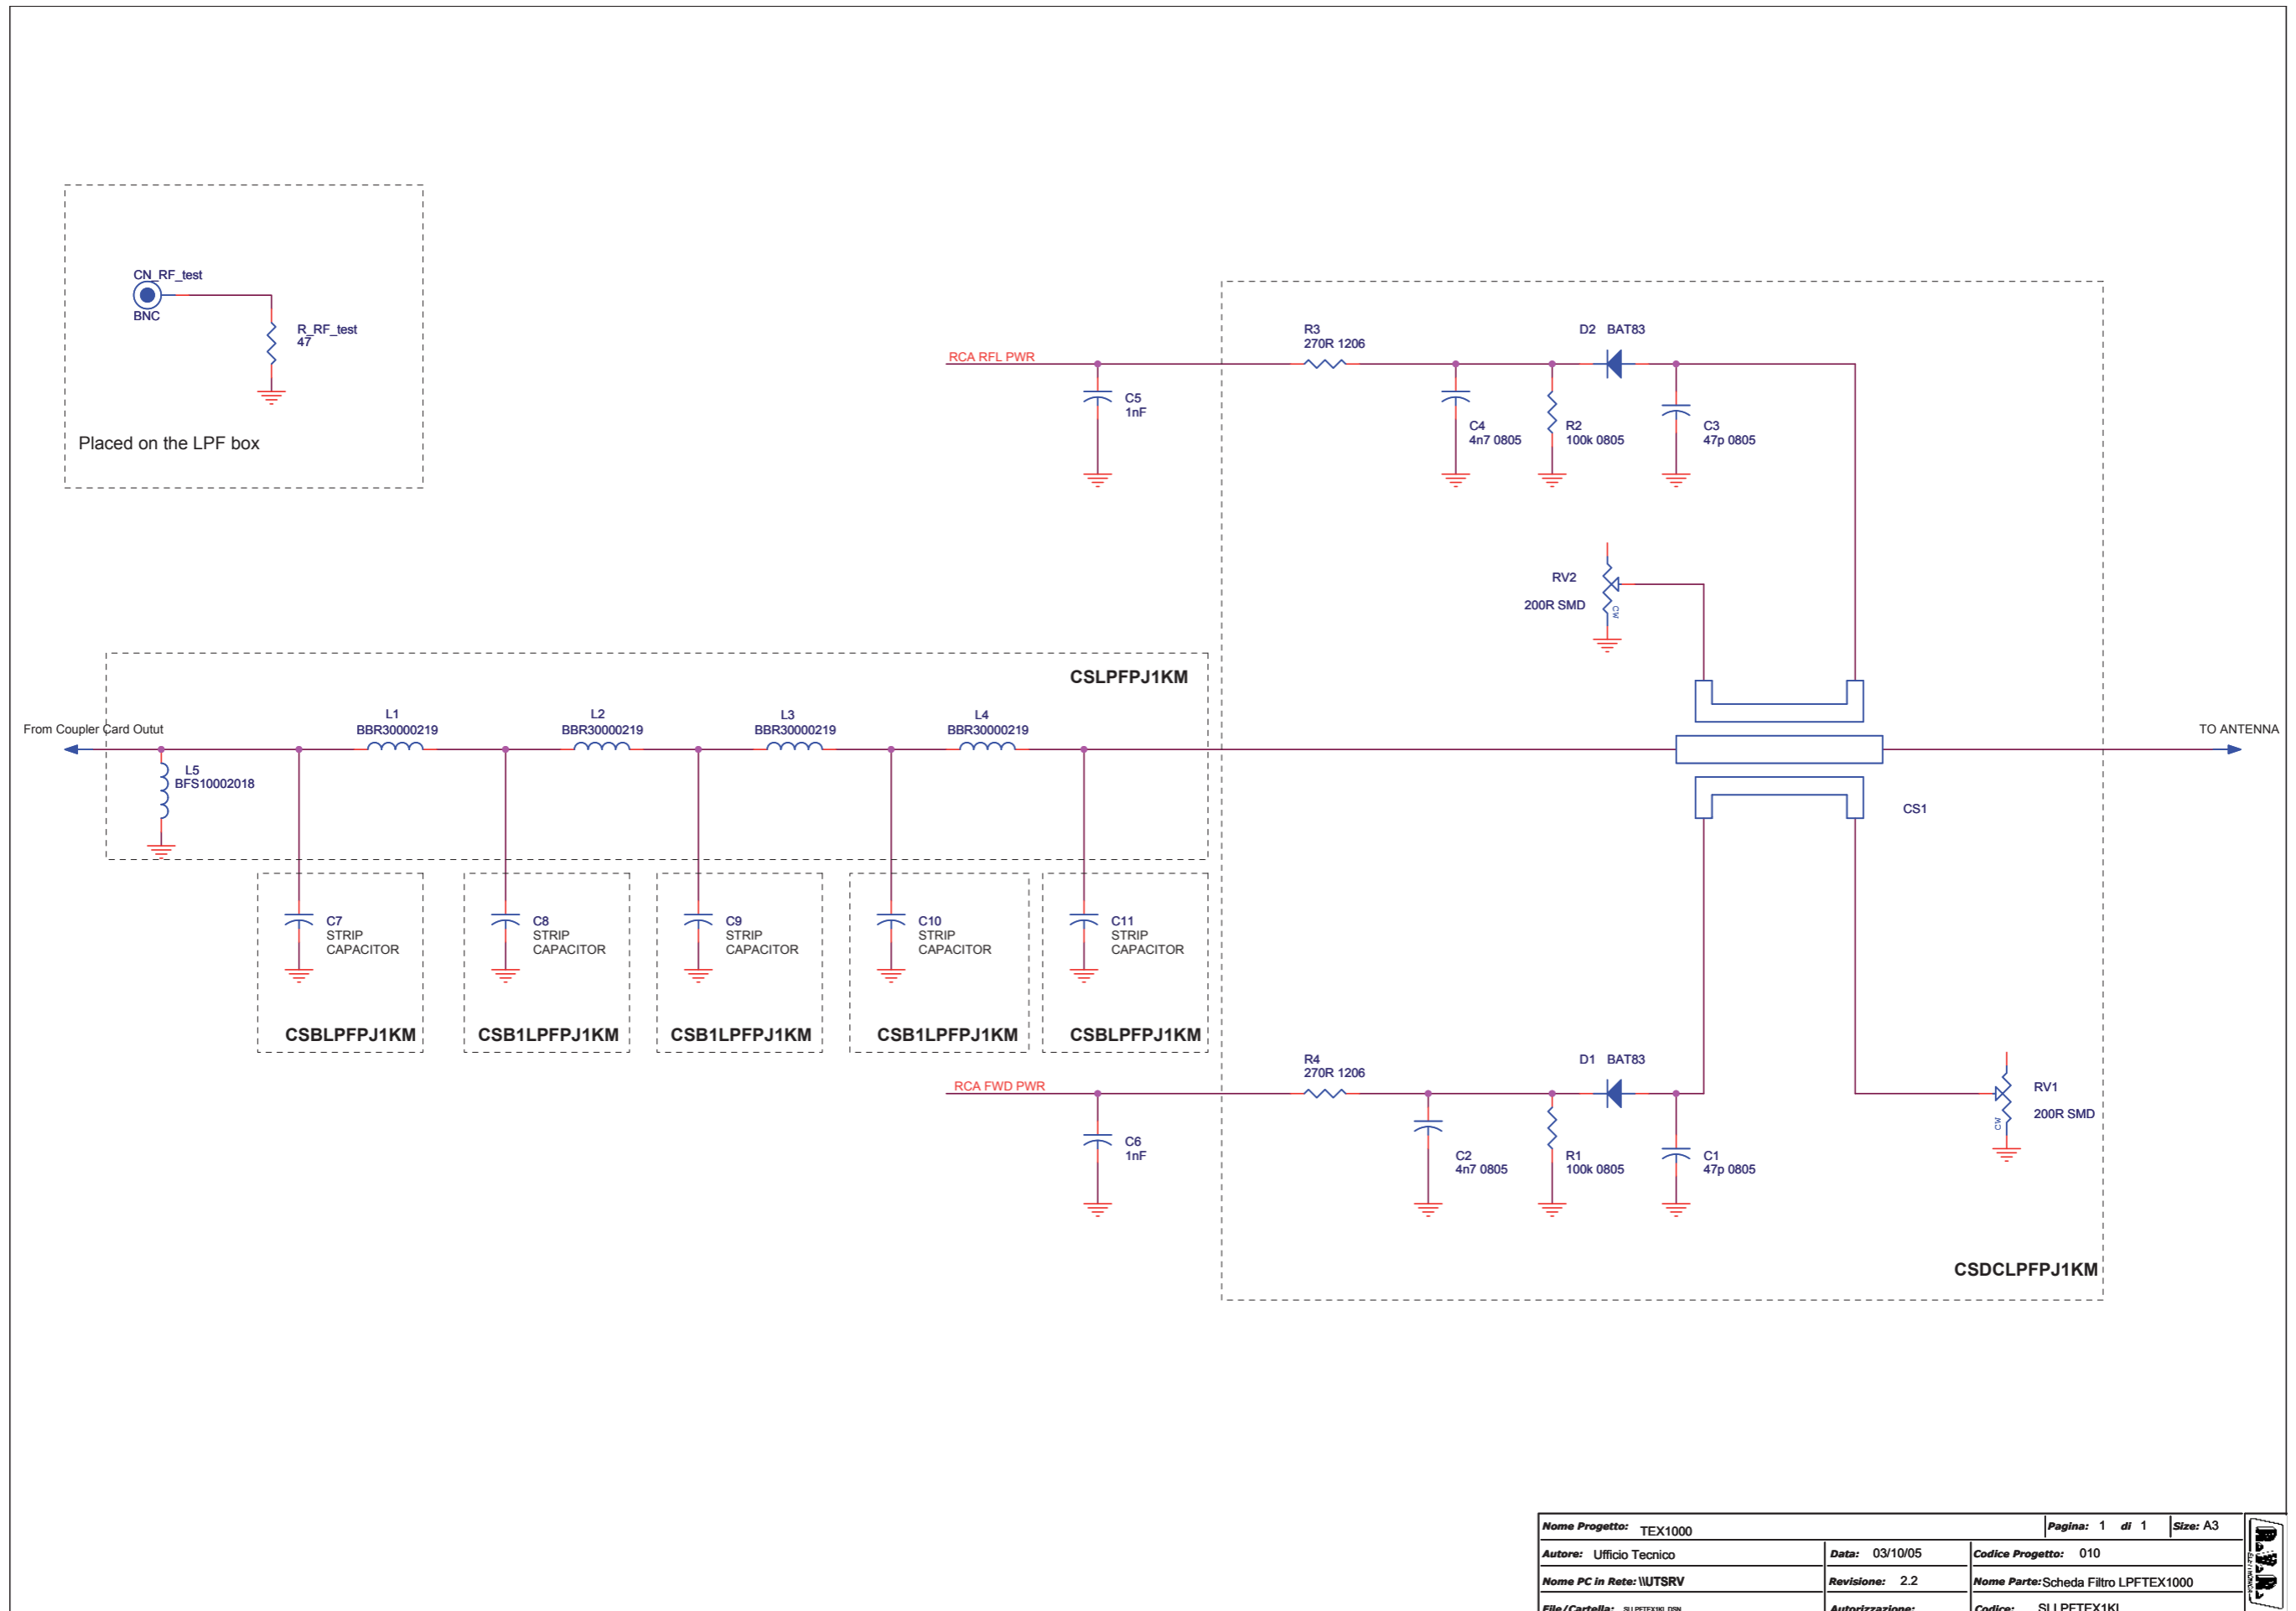 CN_RF_test
BNC
R_RF_test
47
Placed on the LPF box
RCA RFL PWR
C5
1nF
R3
270R 1206
C4
4n7 0805
R2
100k 0805
D2 BAT83
C3
47p 0805
RV2
200R SMD
CW
CSLPFPJ1KM
From Coupler Card Outut
L5
BFS10002018
L1
BBR30000219
L2
BBR30000219
L3
BBR30000219
L4
BBR30000219
TO ANTENNA
CS1
C7
STRIP
CAPACITOR
CSBLPFPJ1KM
C8
STRIP
CAPACITOR
CSB1LPFPJ1KM
C9
STRIP
CAPACITOR
CSB1LPFPJ1KM
C10
STRIP
CAPACITOR
CSB1LPFPJ1KM
C11
STRIP
CAPACITOR
CSBLPFPJ1KM
RCA FWD PWR
C6
1nF
R4
270R 1206
C2
4n7 0805
R1
100k 0805
D1 BAT83
C1
47p 0805
RV1
200R SMD
CW
CSDCLPFPJ1KM
Nome Progetto: TEX1000
Pagina: 1 di 1
Size: A3
Autore: Ufficio Tecnico
Data: 03/10/05
Codice Progetto: 010
Nome PC in Rete: \\UTSRV
Revisione: 2.2
Nome Parte: Scheda Filtro LPFTEX1000
File/Cartella:
Autorizzazione:
Codice: SLLPFTEX1KL
R.V.R.